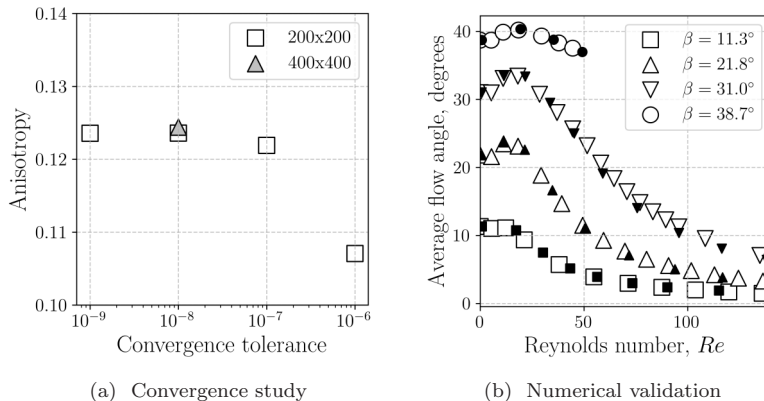 0.14
0.13
0.12
0.11
0.10
Anisotropy
200x200
400x400
10⁻⁹
10⁻⁸
10⁻⁷
10⁻⁶
Convergence tolerance
(a) Convergence study
40
30
20
10
0
Average flow angle, degrees
β = 11.3°
β = 21.8°
β = 31.0°
β = 38.7°
0
50
100
Reynolds number, Re
(b) Numerical validation